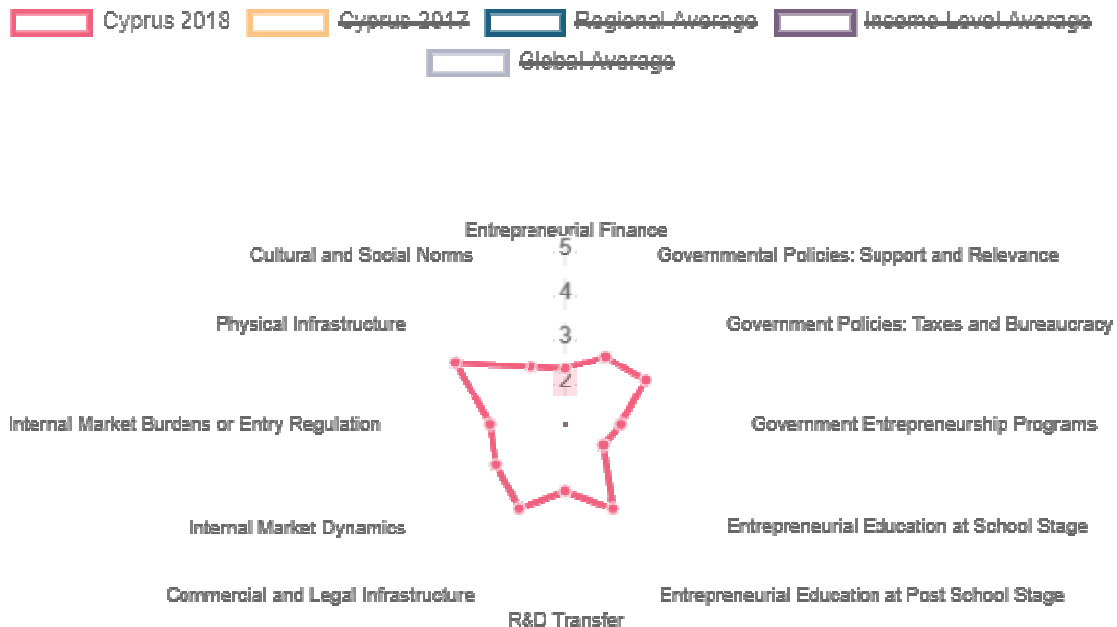 Cyprus 2018 Cyprus 2017 Regional Average Income Level Average
Global Average
Entrepreneurial Finance
Cultural and Social Norms Governmental Policies: Support and Relevance
5
4
Physical Infrastructure Government Policies: Taxes and Bureaucracy
3
2
Internal Market Burdens or Entry Regulation Government Entrepreneurship Programs
Internal Market Dynamics Entrepreneurial Education at School Stage
Commercial and Legal Infrastructure Entrepreneurial Education at Post School Stage
R&D Transfer